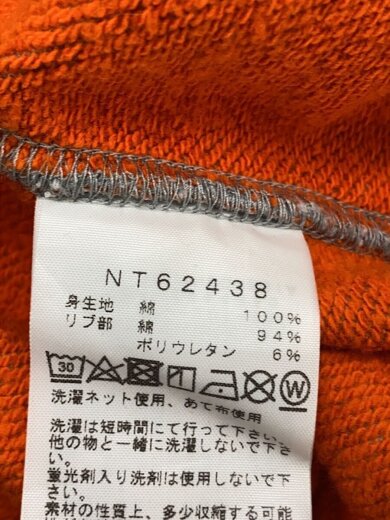 NT62438
身生地 綿 100%
リブ部 綿 94%
ポリウレタン 6%
30 W
洗濯ネット使用、あて布使用
洗濯は短時間にて行って下さい。
他の物と一緒に洗濯しないで下さ
い。
蛍光剤入り洗剤は使用しないで下
さい。
素材の性質上、多少収縮する可能